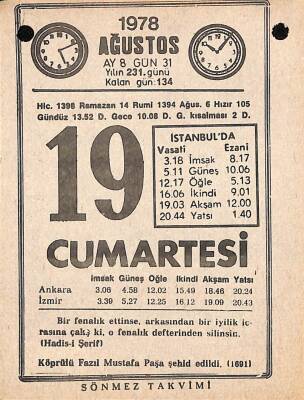 1978
AĞUSTOS
AY 8 GÜN 31
Yılın 231. günü
Kalan gün: 134
Hic. 1398 Ramazan 14 Rumi 1394 Ağus. 6 Hızır 105
Gündüz 13.52 D. Gece 10.08 D. G. kısalması 2 D.
19
İSTANBUL'DA
Vasati Ezani
3.18 İmsak 8.17
5.11 Güneş 10.06
12.17 Öğle 5.13
16.06 İkindi 9.01
19.03 Akşam 12.00
20.44 Yatsı 1.40
CUMARTESİ
İmsak Güneş Öğle İkindi Akşam Yatsı
Ankara 3.06 4.58 12.02 15.49 18.46 20.24
İzmir 3.39 5.27 12.25 16.12 19.09 20.43
Bir fenalık ettinse, arkasından bir iyilik ic-
rasına çalış ki, o fenalık defterinden silinsin.
(Hadis-i Şerif)
Köprülü Fazıl Mustafa Paşa şehid edildi. (1691)
SÖNMEZ TAKVİMİ